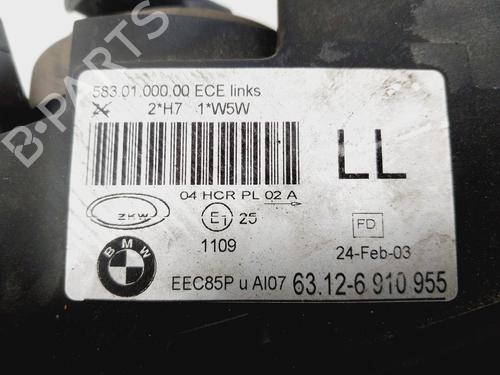 583.01.000.00 ECE links
2*H7 1*W5W
LL
04 HCR PL 02 A
ZKW
E1 25
1109
FD
24-Feb-03
BMW
EEC85P u AI07 63.12-6 910 955
B-PARTS